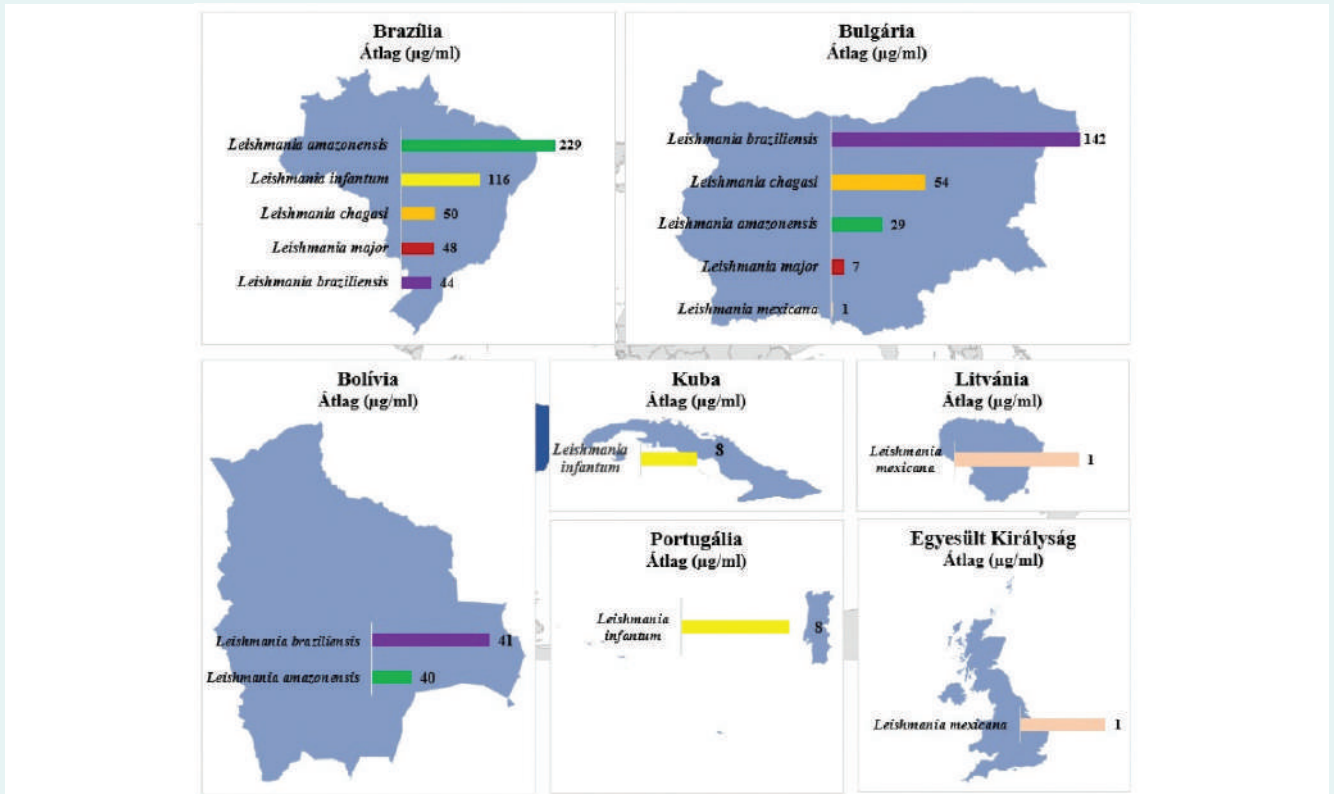 Brazília
Átlag (µg/ml)
Leishmania amazonensis 229
Leishmania infantum 116
Leishmania chagasi 50
Leishmania major 48
Leishmania braziliensis 44
Bulgária
Átlag (µg/ml)
Leishmania braziliensis 142
Leishmania chagasi 54
Leishmania amazonensis 29
Leishmania major 7
Leishmania mexicana 1
Bolívia
Átlag (µg/ml)
Leishmania braziliensis 41
Leishmania amazonensis 40
Kuba
Átlag (µg/ml)
Leishmania
infantum
8
Litvánia
Átlag (µg/ml)
Leishmania
mexicana
1
Portugália
Átlag (µg/ml)
Leishmania
infantum
8
Egyesült Királyság
Átlag (µg/ml)
Leishmania mexicana 1